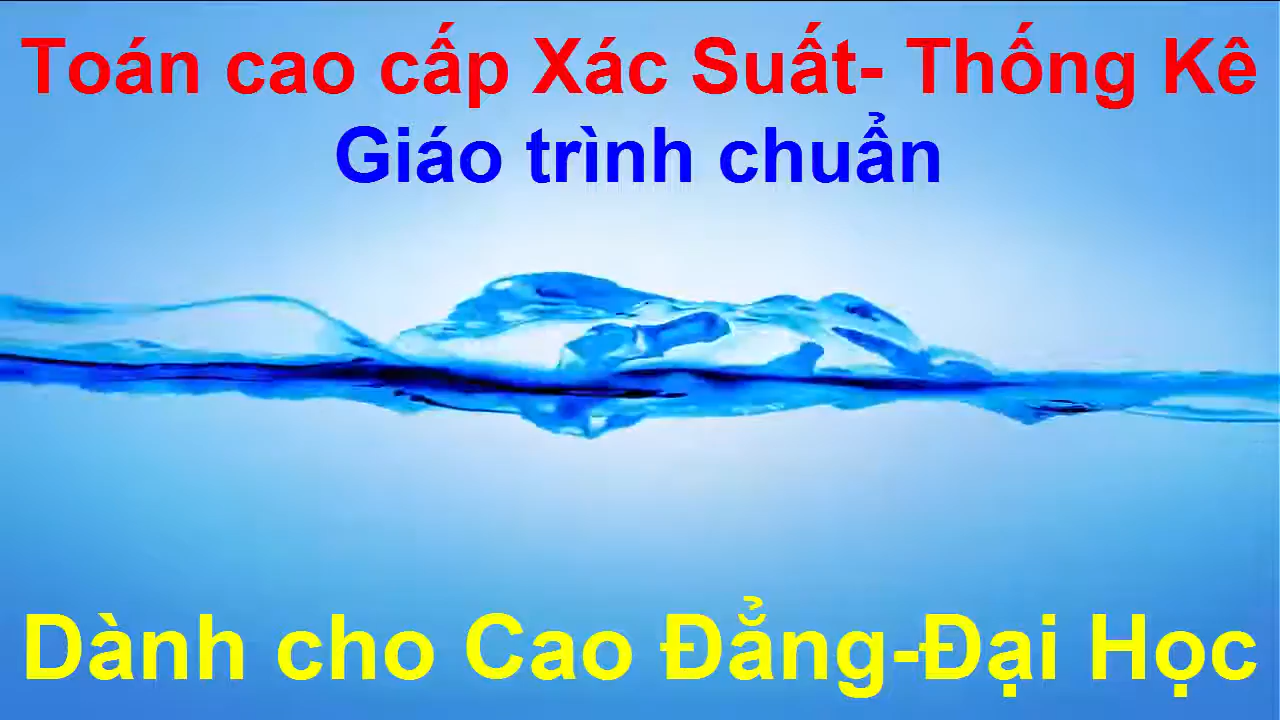 Toán cao cấp Xác Suất- Thống Kê
Giáo trình chuẩn
Dành cho Cao Đẳng-Đại Học